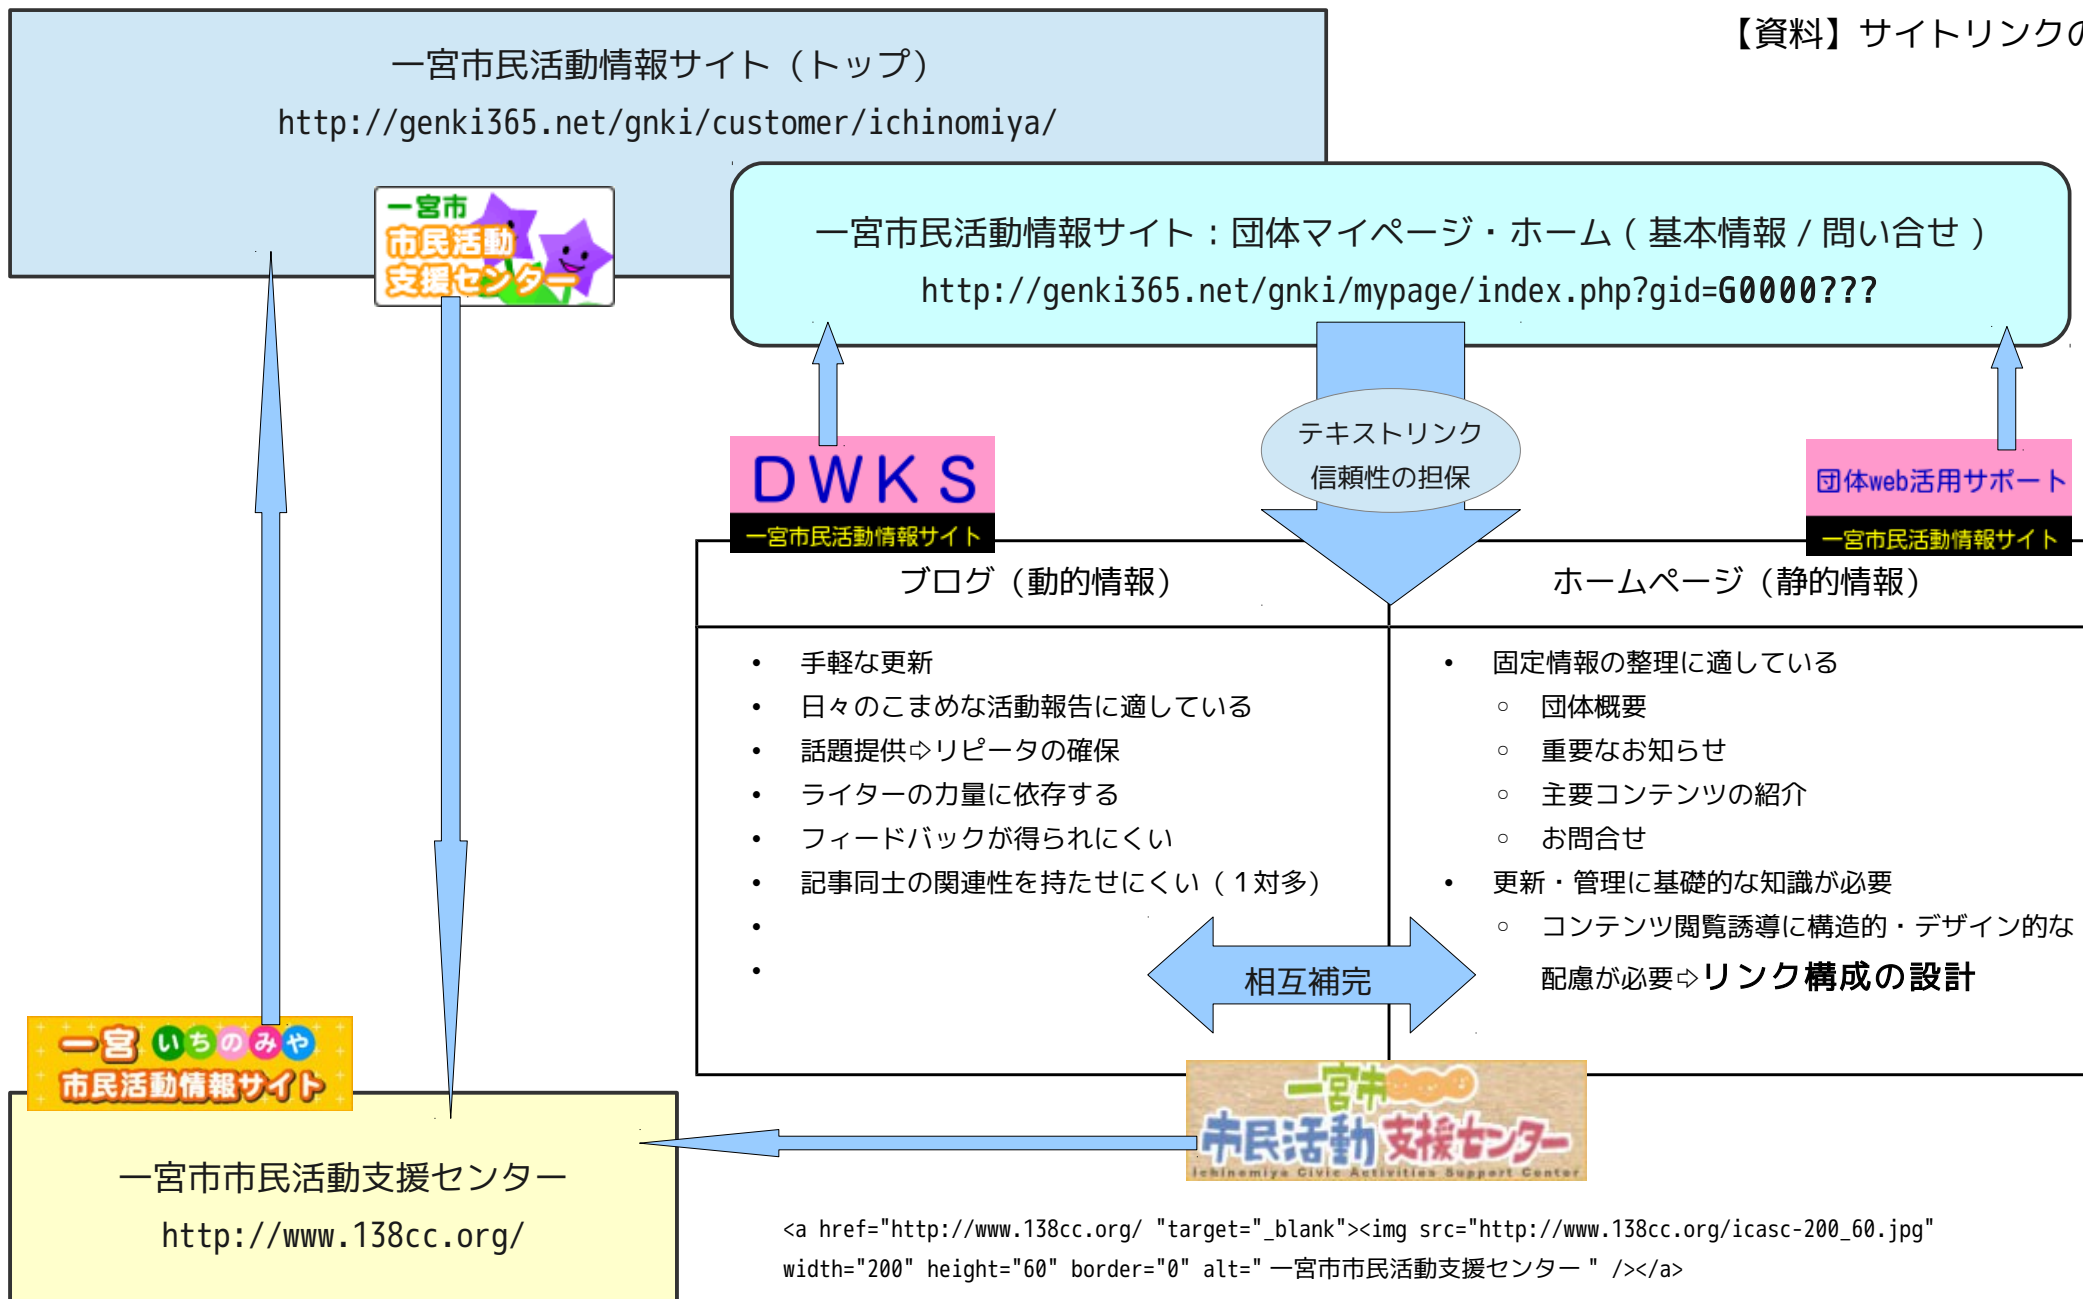 【資料】サイトリンクの
一宮市民活動情報サイト（トップ）
http://genki365.net/gnki/customer/ichinomiya/
一宮市
市民活動
支援センター
一宮市民活動情報サイト：団体マイページ・ホーム ( 基本情報 / 問い合せ )
http://genki365.net/gnki/mypage/index.php?gid=G0000???
テキストリンク
信頼性の担保
ＤＷＫＳ
一宮市民活動情報サイト
団体web活用サポート
一宮市民活動情報サイト
ブログ（動的情報）
• 手軽な更新
• 日々のこまめな活動報告に適している
• 話題提供⇨リピータの確保
• ライターの力量に依存する
• フィードバックが得られにくい
• 記事同士の関連性を持たせにくい（１対多）
•
•
ホームページ（静的情報）
• 固定情報の整理に適している
◦ 団体概要
◦ 重要なお知らせ
◦ 主要コンテンツの紹介
◦ お問合せ
• 更新・管理に基礎的な知識が必要
◦ コンテンツ閲覧誘導に構造的・デザイン的な
配慮が必要⇨リンク構成の設計
相互補完
一宮 いちのみや
市民活動情報サイト
一宮市市民活動支援センター
http://www.138cc.org/
一宮市
市民活動 支援センター
Ichinomiya Civic Activities Support Center
<a href="http://www.138cc.org/ "target="_blank"><img src="http://www.138cc.org/icasc-200_60.jpg"
width="200" height="60" border="0" alt=" 一宮市市民活動支援センター " /></a>